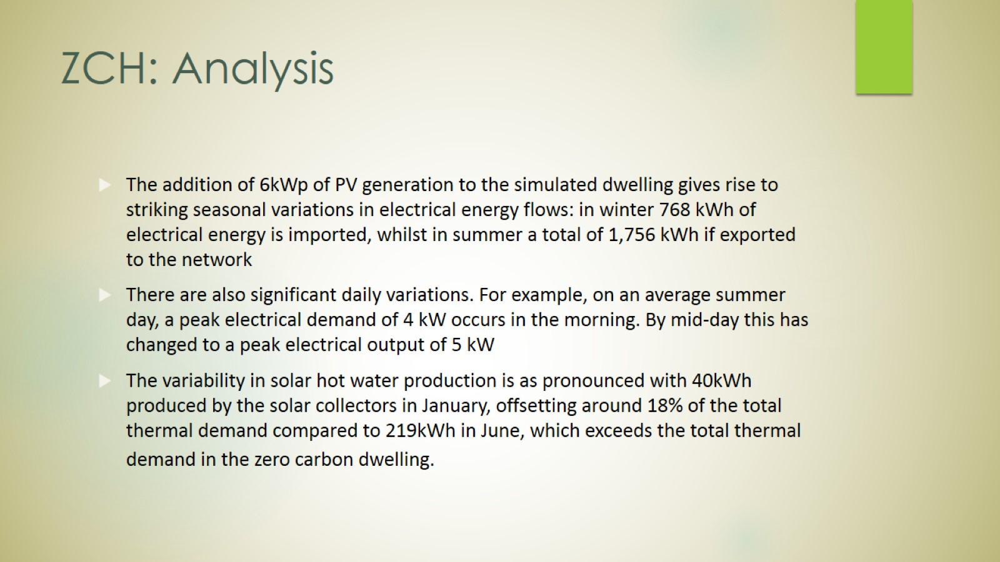 ZCH: Analysis
The addition of 6kWp of PV generation to the simulated dwelling gives rise to
striking seasonal variations in electrical energy flows: in winter 768 kWh of
electrical energy is imported, whilst in summer a total of 1,756 kWh if exported
to the network
There are also significant daily variations. For example, on an average summer
day, a peak electrical demand of 4 kW occurs in the morning. By mid-day this has
changed to a peak electrical output of 5 kW
The variability in solar hot water production is as pronounced with 40kWh
produced by the solar collectors in January, offsetting around 18% of the total
thermal demand compared to 219kWh in June, which exceeds the total thermal
demand in the zero carbon dwelling.